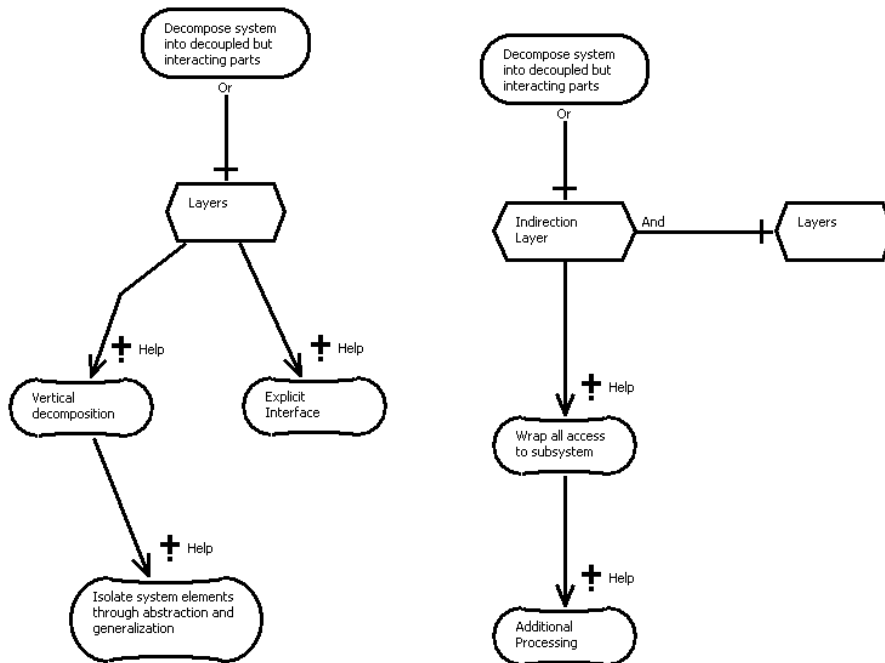 Decompose system
into decoupled but
interacting parts
Or
Layers
Help
Help
Vertical
decomposition
Explicit
Interface
Help
Isolate system elements
through abstraction and
generalization
Decompose system
into decoupled but
interacting parts
Or
Indirection
Layer
And
Layers
Help
Wrap all access
to subsystem
Help
Additional
Processing